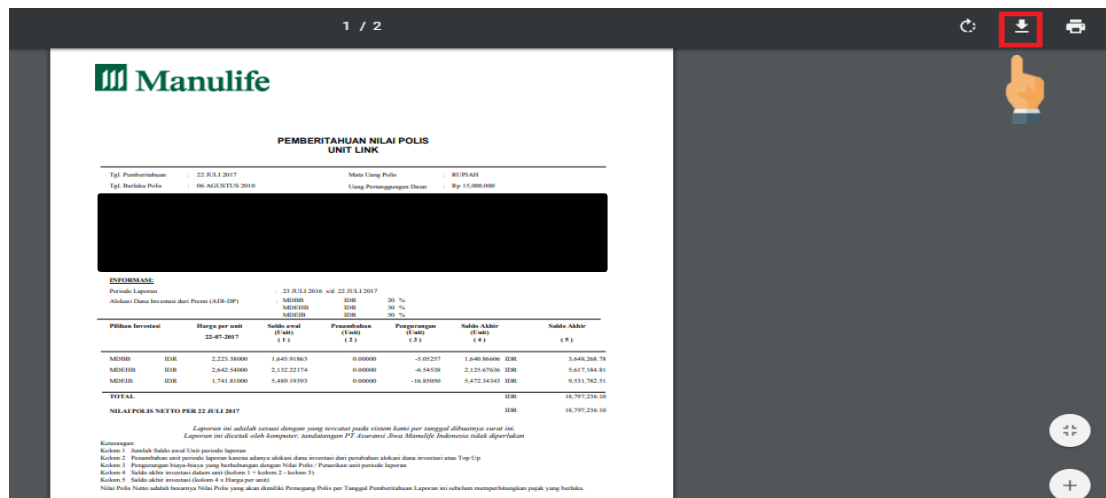 1 / 2
Manulife
PEMBERITAHUAN NILAI POLIS
UNIT LINK
Tgl. Pemberitahuan : 22 JULI 2017 Mata Uang Polis : RUPIAH
Tgl. Berlaku Polis : 06 AGUSTUS 2010 Uang Pertanggungan Dasar : Rp 15,000,000
INFORMASI:
Periode Laporan : 23 JULI 2016 s/d 22 JULI 2017
Alokasi Dana Investasi dari Premi (ADI-DP) : MDBB IDR 20 %
MDEHB IDR 30 %
MDEIB IDR 50 %
Pilihan Investasi Harga per unit Saldo awal Penambahan Pengurangan Saldo Akhir Saldo Akhir
22-07-2017 (Unit) (Unit) (Unit) (Unit)
( 1 ) ( 2 ) ( 3 ) ( 4 ) ( 5 )
MDBB IDR 2,223.38000 1,645.91863 0.00000 -5.05257 1,640.86606 IDR 3,648,268.78
MDEHB IDR 2,642.54000 2,132.22174 0.00000 -6.54538 2,125.67636 IDR 5,617,184.81
MDEIB IDR 1,741.81000 5,489.19393 0.00000 -16.85050 5,472.34343 IDR 9,531,782.51
TOTAL IDR 18,797,236.10
NILAI POLIS NETTO PER 22 JULI 2017 IDR 18,797,236.10
Laporan ini adalah sesuai dengan yang tercatat pada sistem kami per tanggal dibuatnya surat ini.
Laporan ini dicetak oleh komputer, tandatangan PT Asuransi Jiwa Manulife Indonesia tidak diperlukan
Keterangan:
Kolom 1 Jumlah Saldo awal Unit periode laporan
Kolom 2 Penambahan unit periode laporan karena adanya alokasi dana investasi dari perubahan alokasi dana investasi atau Top Up
Kolom 3 Pengurangan biaya-biaya yang berhubungan dengan Nilai Polis / Penarikan unit periode laporan
Kolom 4 Saldo akhir investasi dalam unit (kolom 1 + kolom 2 - kolom 3)
Kolom 5 Saldo akhir investasi (kolom 4 x Harga per unit)
Nilai Polis Netto adalah besarnya Nilai Polis yang akan dimiliki Pemegang Polis per Tanggal Pemberitahuan Laporan ini sebelum memperhitungkan pajak yang berlaku.